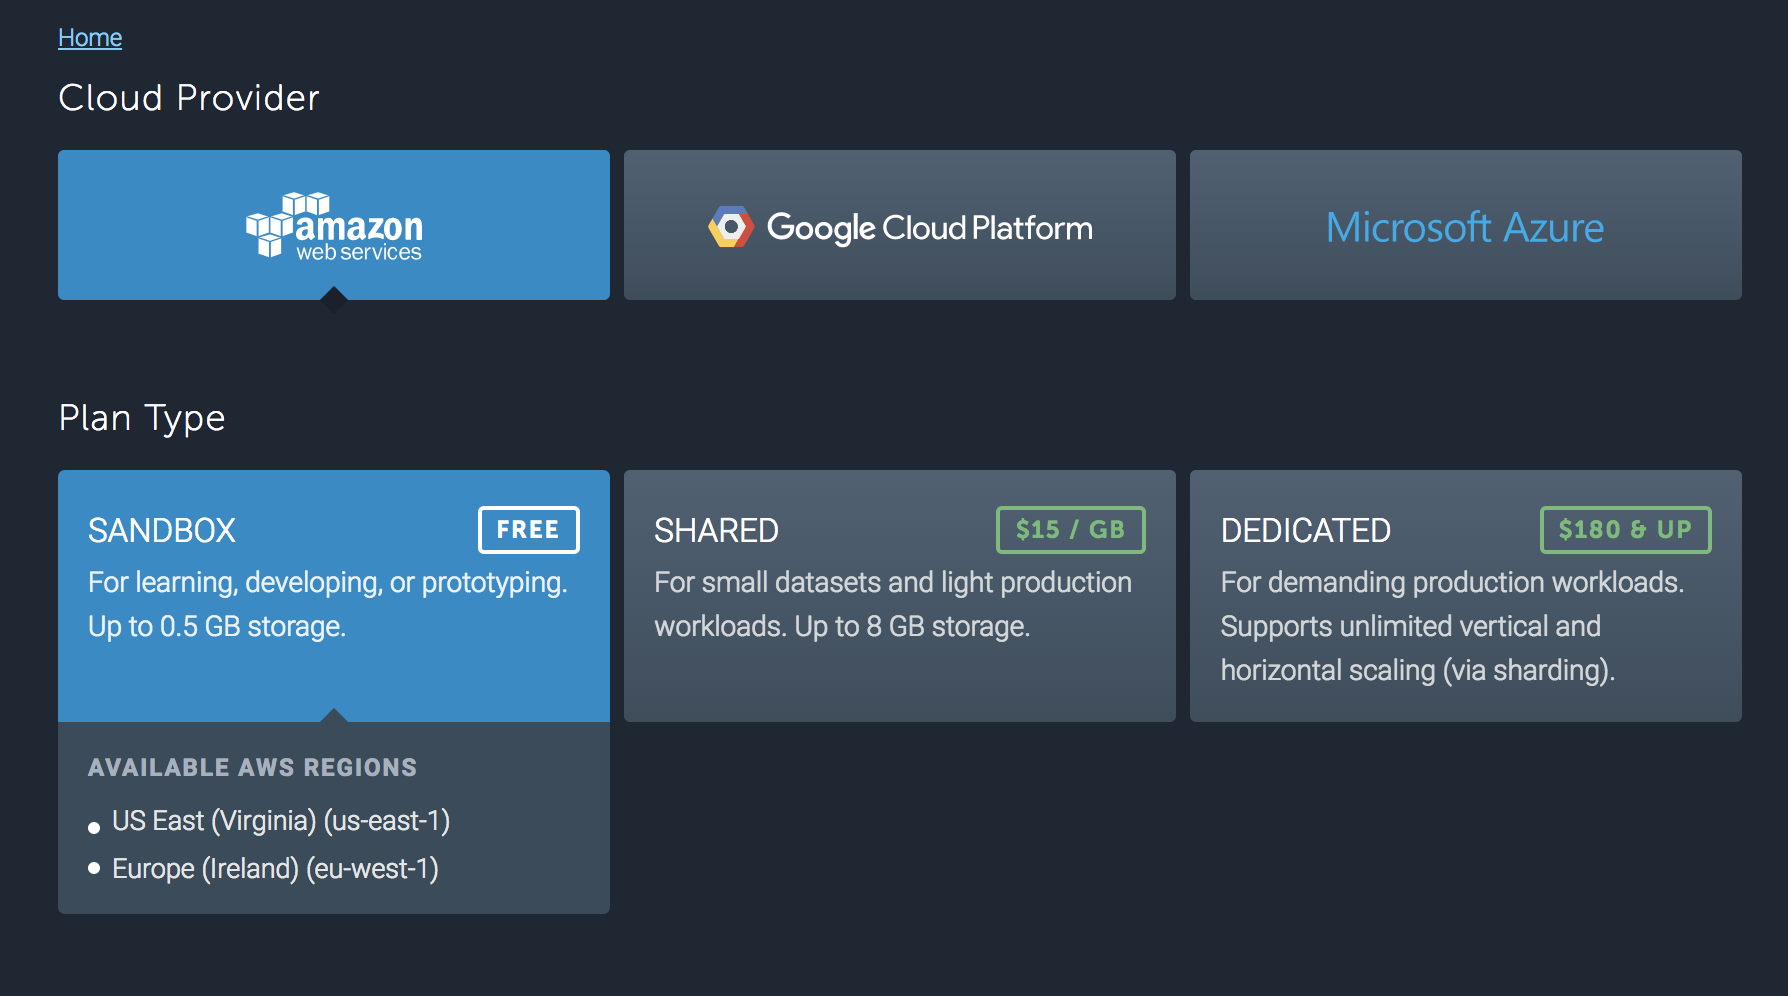 Home
Cloud Provider
amazon
web services
Google Cloud Platform
Microsoft Azure
Plan Type
SANDBOX
FREE
For learning, developing, or prototyping.
Up to 0.5 GB storage.
SHARED
$15 / GB
For small datasets and light production
workloads. Up to 8 GB storage.
DEDICATED
$180 & UP
For demanding production workloads.
Supports unlimited vertical and
horizontal scaling (via sharding).
AVAILABLE AWS REGIONS
US East (Virginia) (us-east-1)
Europe (Ireland) (eu-west-1)